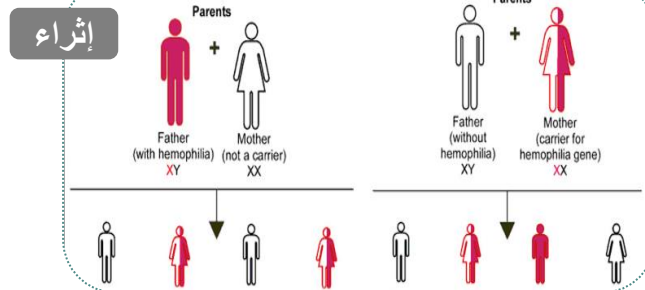 إثراء
Parents
+
Father
(with hemophilia)
XY
Mother
(not a carrier)
XX
Parents
+
Father
(without
hemophilia)
XY
Mother
(carrier for
hemophilia gene)
XX